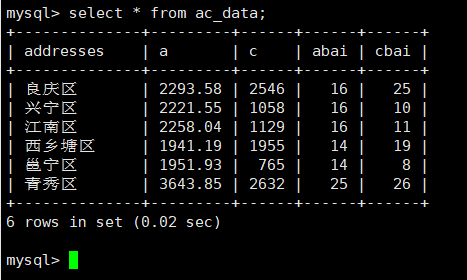 mysql> select * from ac_data;
+--------------+---------+------+------+------+
| addresses    | a       | c    | abai | cbai |
+--------------+---------+------+------+------+
| 良庆区       | 2293.58 | 2546 |   16 |   25 |
| 兴宁区       | 2221.55 | 1058 |   16 |   10 |
| 江南区       | 2258.04 | 1129 |   16 |   11 |
| 西乡塘区     | 1941.19 | 1955 |   14 |   19 |
| 邕宁区       | 1951.93 |  765 |   14 |    8 |
| 青秀区       | 3643.85 | 2632 |   25 |   26 |
+--------------+---------+------+------+------+
6 rows in set (0.02 sec)
mysql>